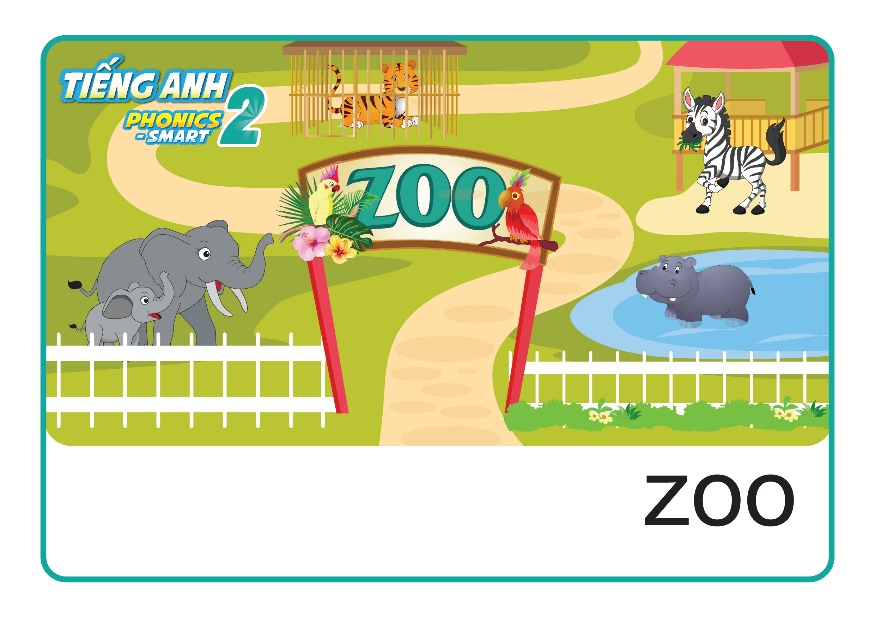 TIẾNG ANH
PHONICS
-SMART 2
ZOO
zoo